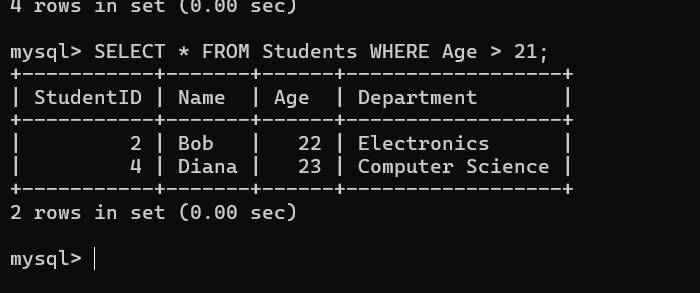 4 rows in set (0.00 sec)
mysql> SELECT * FROM Students WHERE Age > 21;
+-----------+-------+------+------------------+
| StudentID | Name  | Age  | Department       |
+-----------+-------+------+------------------+
|         2 | Bob   |   22 | Electronics      |
|         4 | Diana |   23 | Computer Science |
+-----------+-------+------+------------------+
2 rows in set (0.00 sec)
mysql>